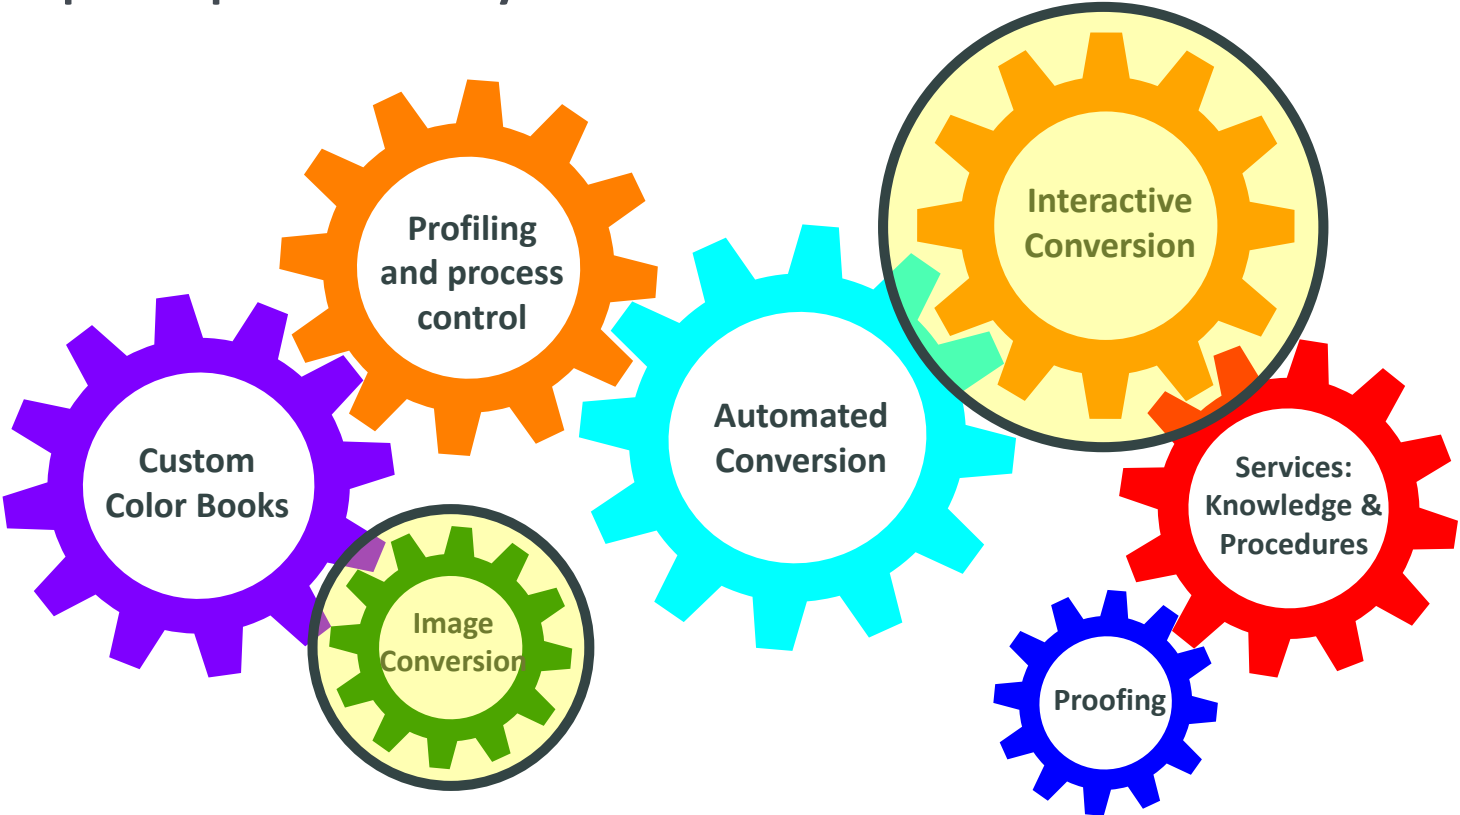 Profiling
and process
control
Interactive
Conversion
Custom
Color Books
Automated
Conversion
Services:
Knowledge &
Procedures
Image
Conversion
Proofing